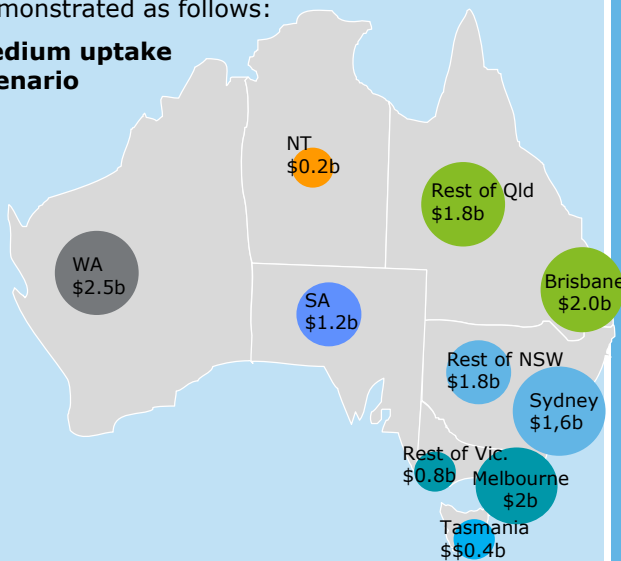 monstrated as follows:
edium uptake
enario
NT
$0.2b
Rest of Qld
$1.8b
WA
$2.5b
SA
$1.2b
Brisbane
$2.0b
Rest of NSW
$1.8b
Sydney
$1,6b
Rest of Vic.
$0.8b
Melbourne
$2b
Tasmania
$$0.4b